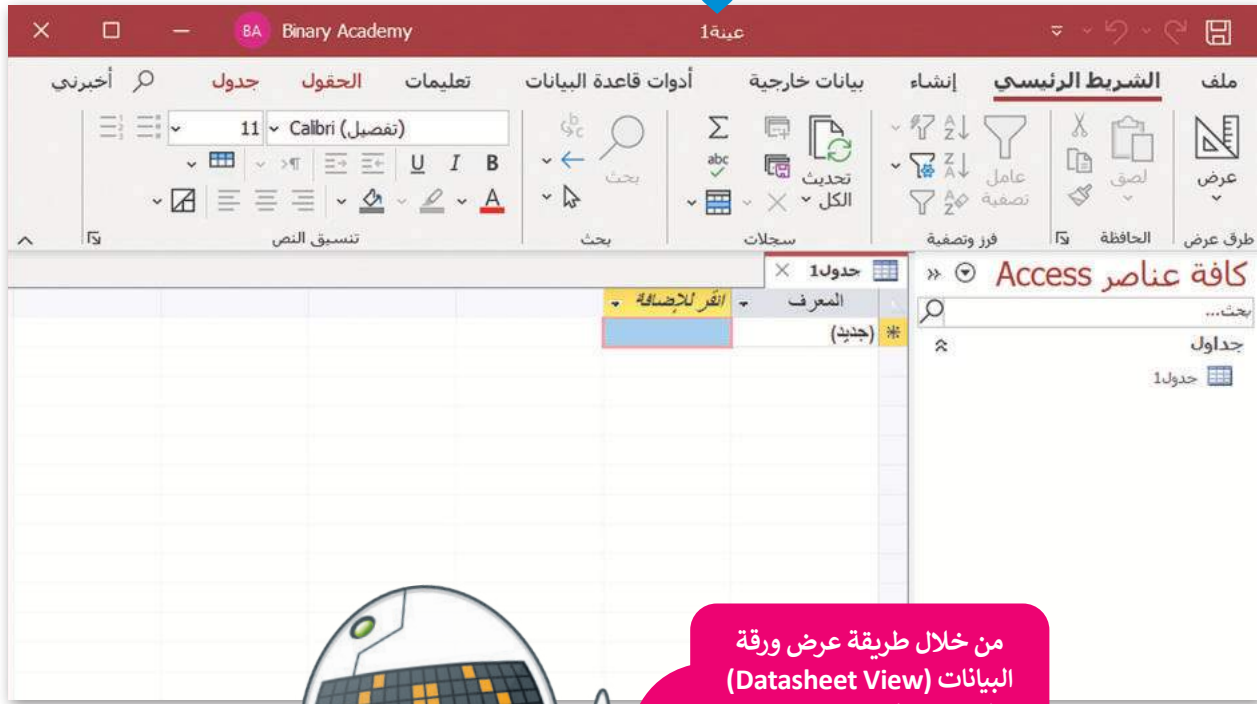 عينة1
Binary Academy
BA
ملف
الشريط الرئيسي
إنشاء
بيانات خارجية
أدوات قاعدة البيانات
تعليمات
الحقول
جدول
أخبرني
عرض
لصق
عامل تصفية
تحديث الكل
بحث
Calibri (تفصيل)
11
B I U
طرق عرض
الحافظة
فرز وتصفية
سجلات
بحث
تنسيق النص
كافة عناصر Access
بحث...
جداول
جدول1
جدول1
المعرف
انقر للإضافة
(جديد)
من خلال طريقة عرض ورقة
البيانات (Datasheet View)